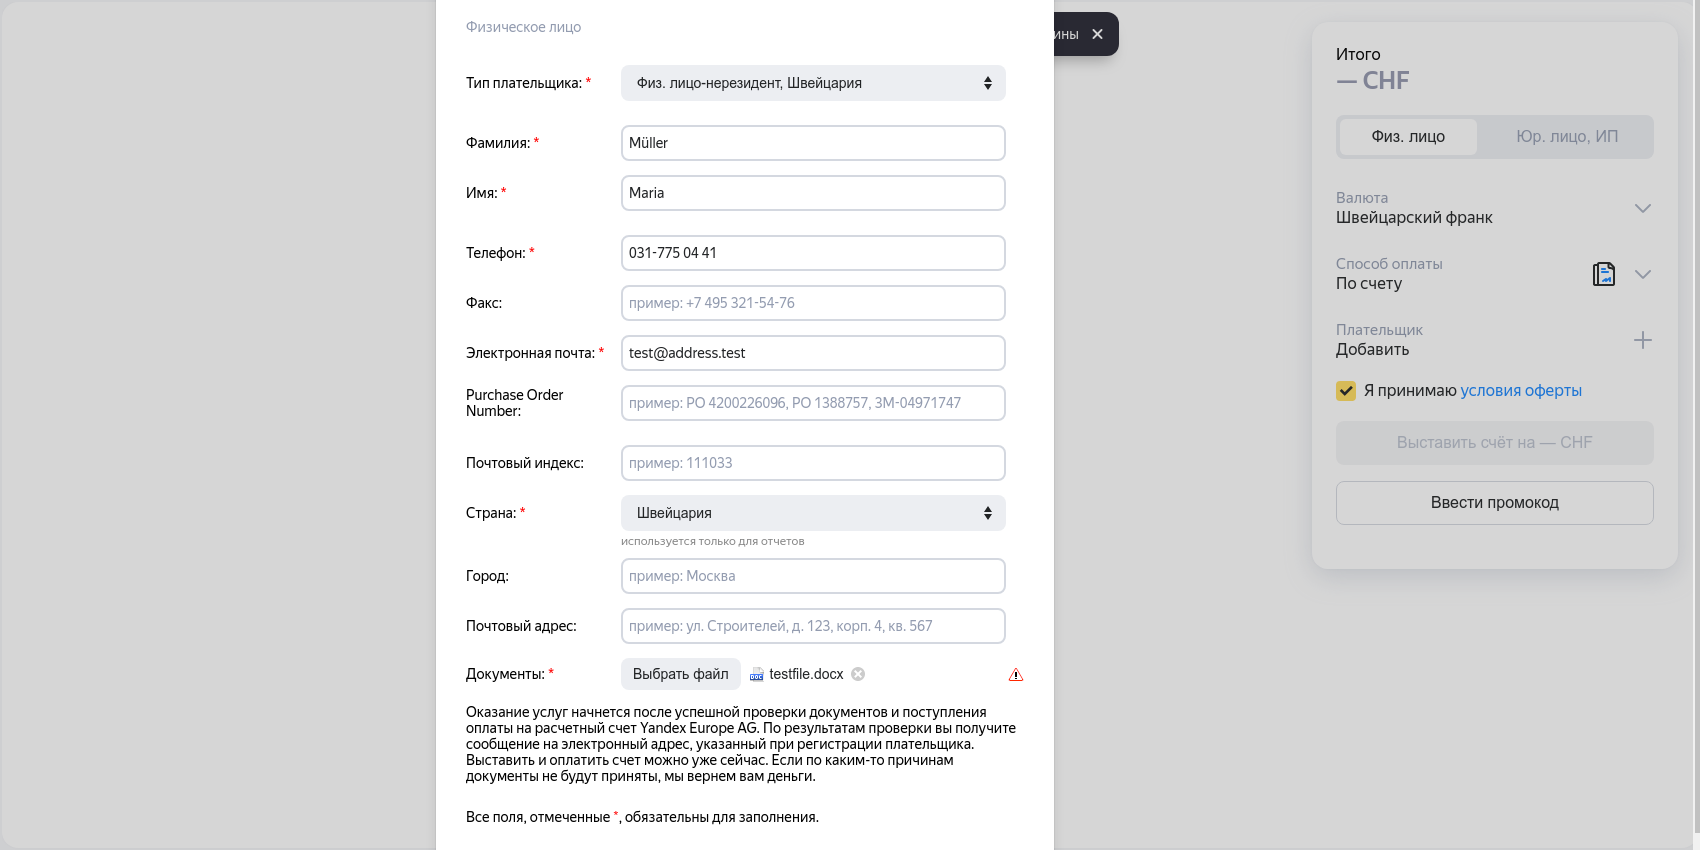 Физическое лицо
Тип плательщика: *
Физ. лицо-нерезидент, Швейцария
Фамилия: *
Müller
Имя: *
Maria
Телефон: *
031-775 04 41
Факс:
пример: +7 495 321-54-76
Электронная почта: *
test@address.test
Purchase Order
Number:
пример: PO 4200226096, PO 1388757, 3M-04971747
Почтовый индекс:
пример: 111033
Страна: *
Швейцария
используется только для отчетов
Город:
пример: Москва
Почтовый адрес:
пример: ул. Строителей, д. 123, корп. 4, кв. 567
Документы: *
Выбрать файл
testfile.docx
Оказание услуг начнется после успешной проверки документов и поступления
оплаты на расчетный счет Yandex Europe AG. По результатам проверки вы получите
сообщение на электронный адрес, указанный при регистрации плательщика.
Выставить и оплатить счет можно уже сейчас. Если по каким-то причинам
документы не будут приняты, мы вернем вам деньги.
Все поля, отмеченные *, обязательны для заполнения.
Итого
— CHF
Физ. лицо
Юр. лицо, ИП
Валюта
Швейцарский франк
Способ оплаты
По счету
Плательщик
Добавить
Я принимаю условия оферты
Выставить счёт на — CHF
Ввести промокод